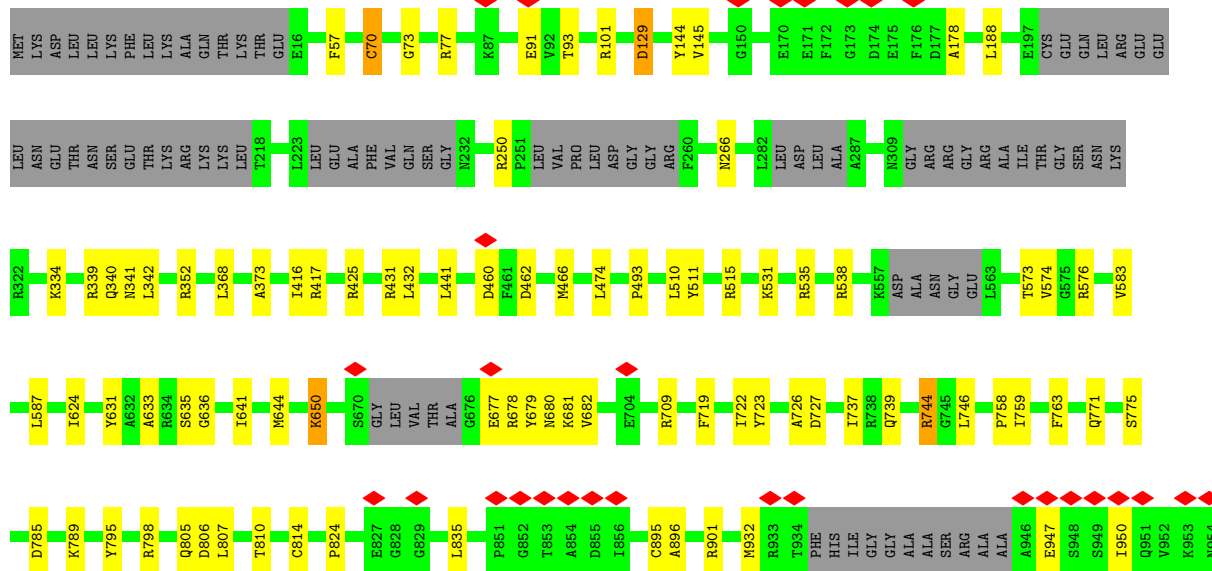 MET LYS ASP LEU LEU LYS PHE LEU LYS ALA GLN THR LYS THR GLU E16 F57 C70 G73 R77 K87 E91 V92 T93 R101 D129 Y144 V145 G150 E170 E171 F172 G173 D174 E175 F176 D177 A178 L188 E197 CYS GLU GLN LEU ARG GLU GLU
LEU ASN GLU THR ASN SER GLU THR LYS ARG LYS LYS LEU T218 L223 LEU GLU ALA PHE VAL GLN SER GLY N232 R250 P251 LEU VAL PRO LEU ASP GLY GLY ARG F260 N266 L282 LEU ASP LEU ALA A287 N309 GLY ARG ARG GLY ARG ALA ILE THR GLY SER ASN LYS
R322 K334 R339 Q340 N341 L342 R352 L368 A373 I416 R417 R425 R431 L432 L441 D460 F461 D462 M466 L474 P493 L510 Y511 R515 K531 R535 R538 K557 ASP ALA ASN GLY GLU L563 T573 V574 G575 R576 V583
L587 I624 Y631 A632 A633 R634 S635 G636 I641 M644 K650 S670 GLY LEU VAL THR ALA G676 E677 R678 Y679 N680 K681 V682 E704 R709 F719 I722 Y723 A726 D727 I737 R738 Q739 R744 G745 L746 P758 I759 F763 Q771 S775
D785 K789 Y795 R798 Q805 D806 L807 T810 C814 P824 E827 G828 G829 L835 P851 G852 T853 A854 D855 I856 C895 A896 R901 M932 R933 T934 PHE HIS ILE GLY GLY ALA ALA SER ARG ALA ALA A946 E947 S948 S949 I950 Q951 V952 K953 N954